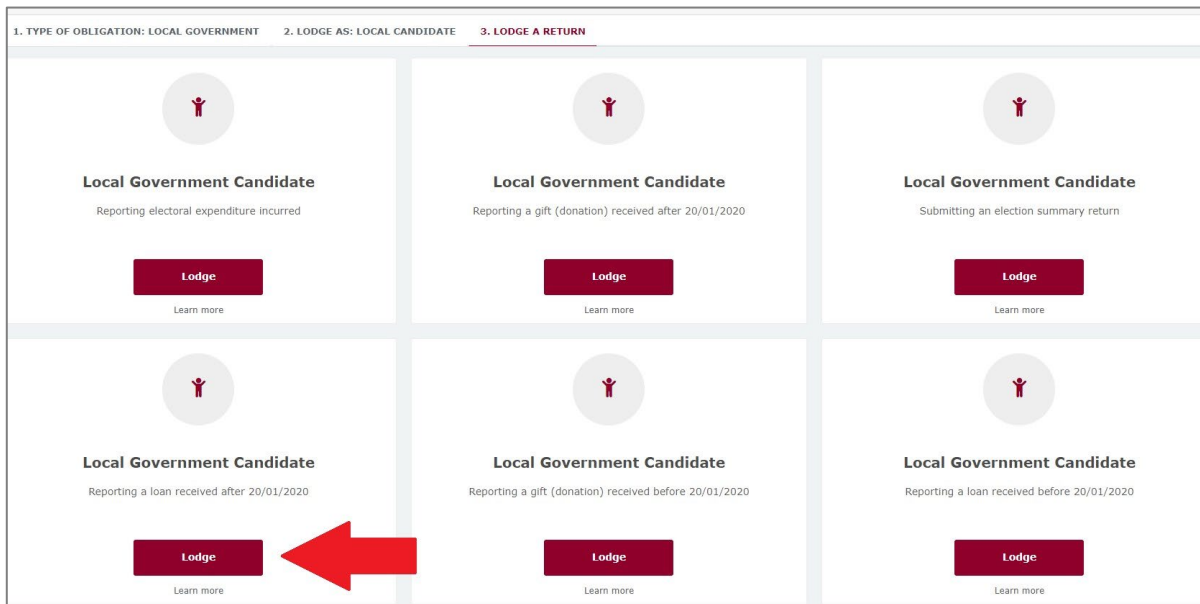 1. TYPE OF OBLIGATION: LOCAL GOVERNMENT 2. LODGE AS: LOCAL CANDIDATE 3. LODGE A RETURN
Local Government Candidate
Reporting electoral expenditure incurred
Lodge
Learn more
Local Government Candidate
Reporting a gift (donation) received after 20/01/2020
Lodge
Learn more
Local Government Candidate
Submitting an election summary return
Lodge
Learn more
Local Government Candidate
Reporting a loan received after 20/01/2020
Lodge
Learn more
Local Government Candidate
Reporting a gift (donation) received before 20/01/2020
Lodge
Learn more
Local Government Candidate
Reporting a loan received before 20/01/2020
Lodge
Learn more